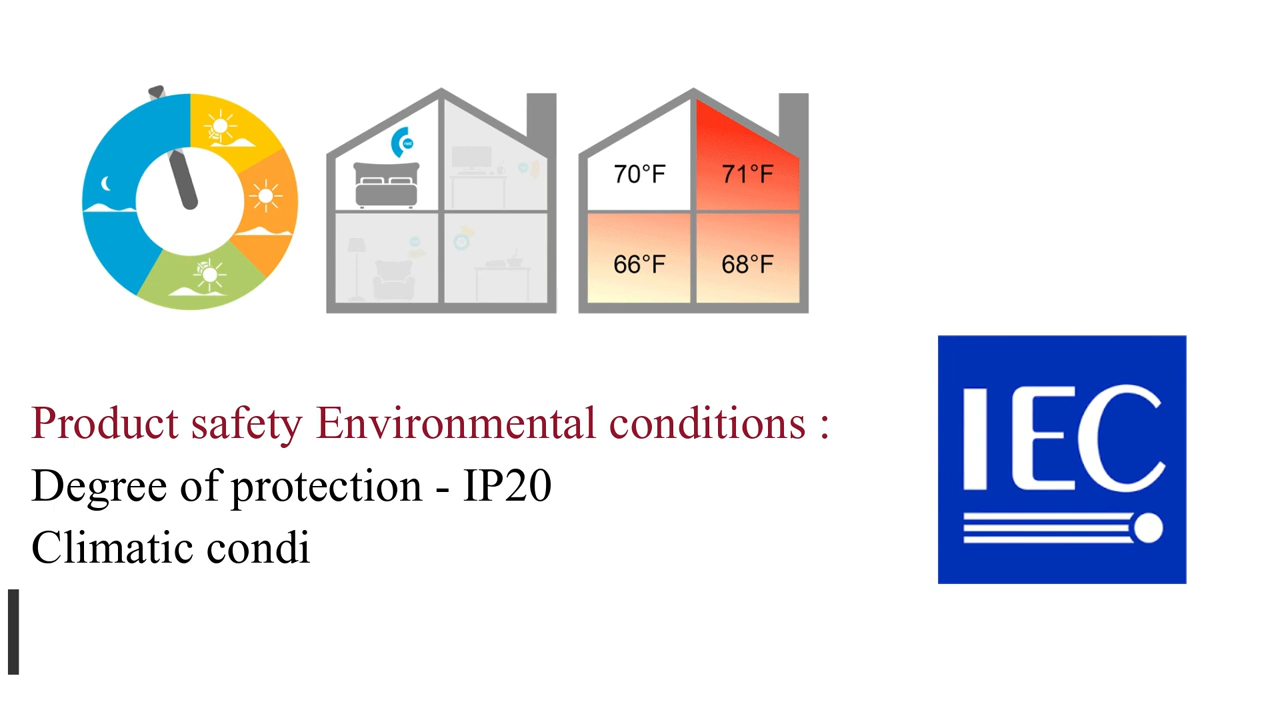 70°F 71°F
66°F 68°F
Product safety Environmental conditions :
Degree of protection - IP20
Climatic condi
IEC